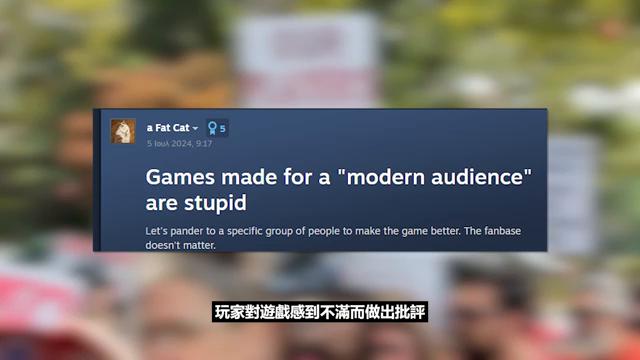 a Fat Cat
5
5 Ιουλ 2024, 9:17
Games made for a "modern audience"
are stupid
Let's pander to a specific group of people to make the game better. The fanbase
doesn't matter.
玩家對遊戲感到不滿而做出批評